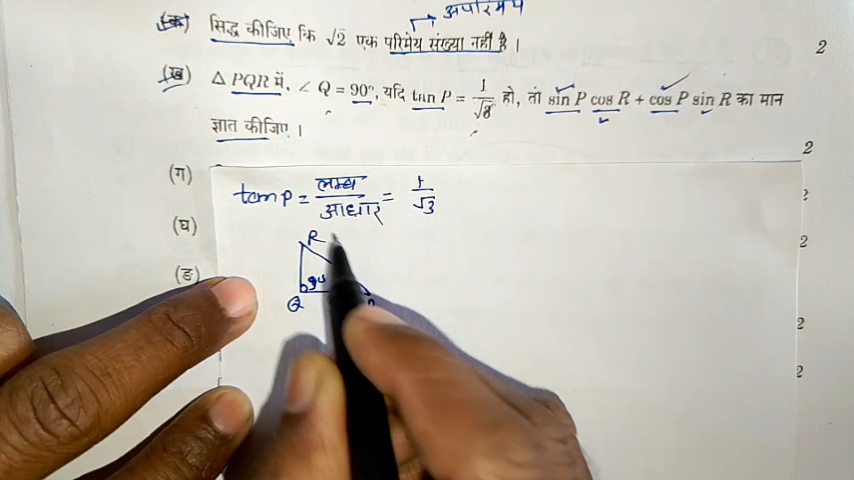 अपरिमेय
(क) सिद्ध कीजिए कि √2 एक परिमेय संख्या नहीं है। 2
(ख) △ PQR में, ∠ Q = 90°, यदि tan P = 1/√3 हो, तो sin P cos R + cos P sin R का मान
ज्ञात कीजिए। 2
(ग) 2
tan P = लम्ब/आधार = 1/√3
(घ) 2
R
(ङ)
90
Q
2
2